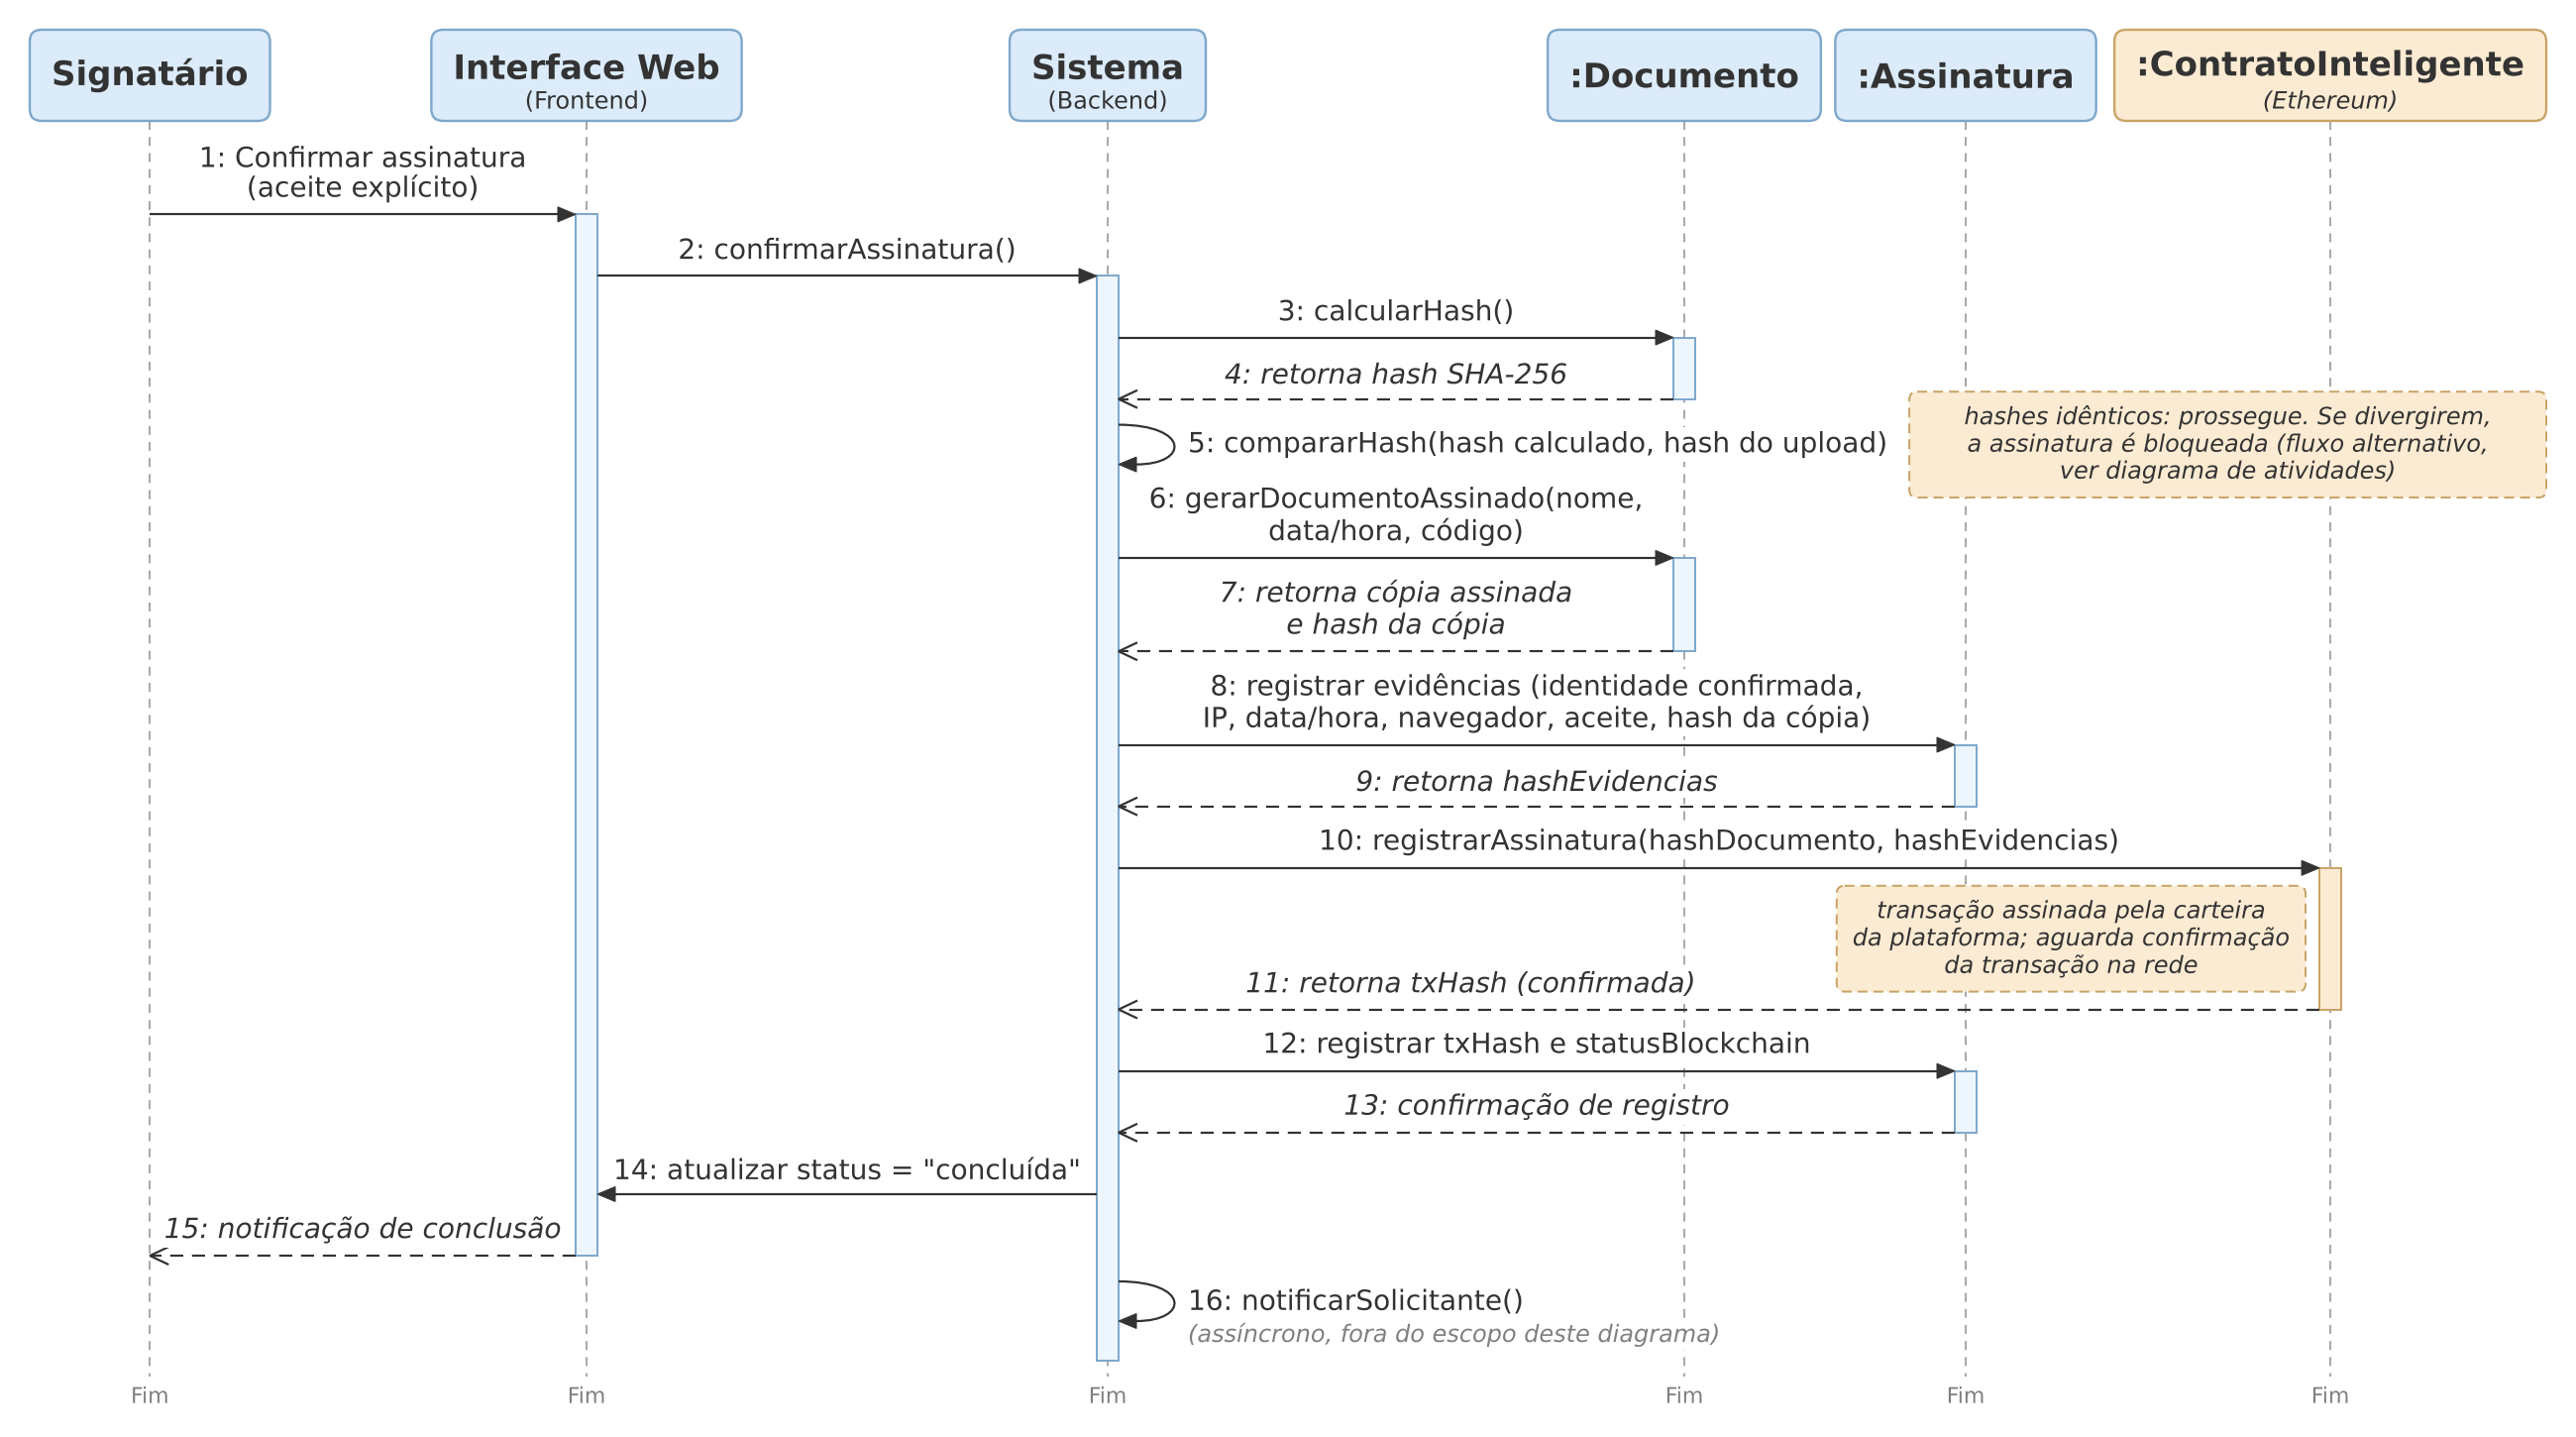 Signatário
Interface Web
(Frontend)
Sistema
(Backend)
:Documento
:Assinatura
:ContratoInteligente
(Ethereum)
1: Confirmar assinatura
(aceite explícito)
2: confirmarAssinatura()
3: calcularHash()
4: retorna hash SHA-256
5: compararHash(hash calculado, hash do upload)
hashes idênticos: prossegue. Se divergirem,
a assinatura é bloqueada (fluxo alternativo,
ver diagrama de atividades)
6: gerarDocumentoAssinado(nome,
data/hora, código)
7: retorna cópia assinada
e hash da cópia
8: registrar evidências (identidade confirmada,
IP, data/hora, navegador, aceite, hash da cópia)
9: retorna hashEvidencias
10: registrarAssinatura(hashDocumento, hashEvidencias)
transação assinada pela carteira
da plataforma; aguarda confirmação
da transação na rede
11: retorna txHash (confirmada)
12: registrar txHash e statusBlockchain
13: confirmação de registro
14: atualizar status = "concluída"
15: notificação de conclusão
16: notificarSolicitante()
(assíncrono, fora do escopo deste diagrama)
Fim
Fim
Fim
Fim
Fim
Fim